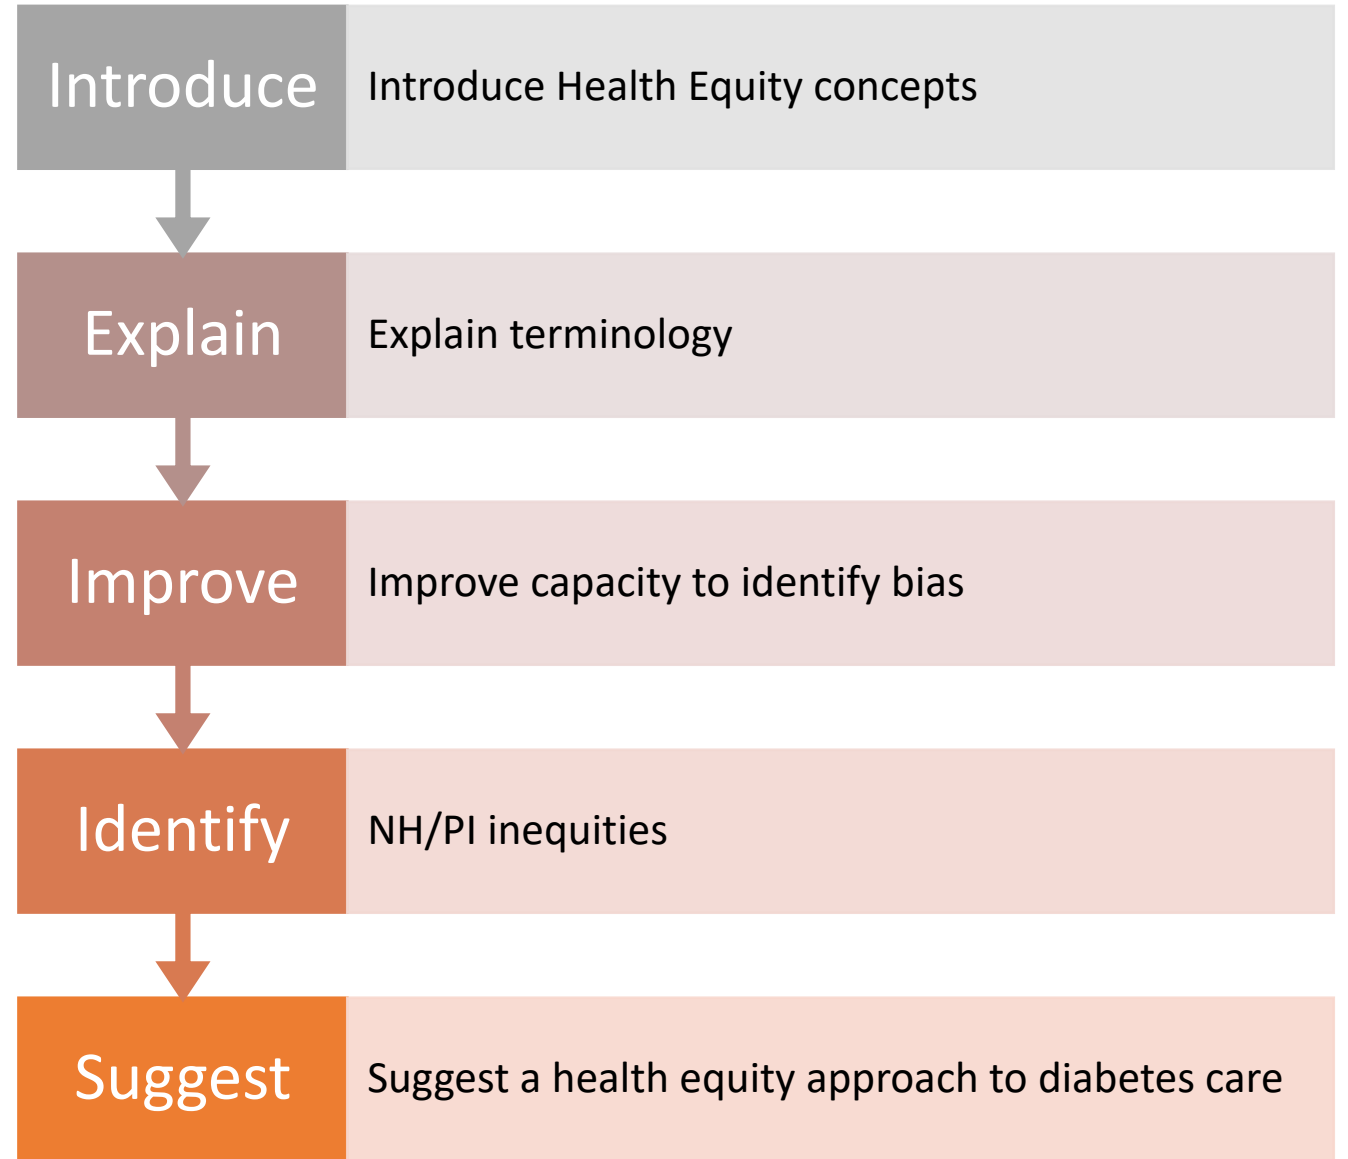 Introduce
Introduce Health Equity concepts
Explain
Explain terminology
Improve
Improve capacity to identify bias
Identify
NH/PI inequities
Suggest
Suggest a health equity approach to diabetes care